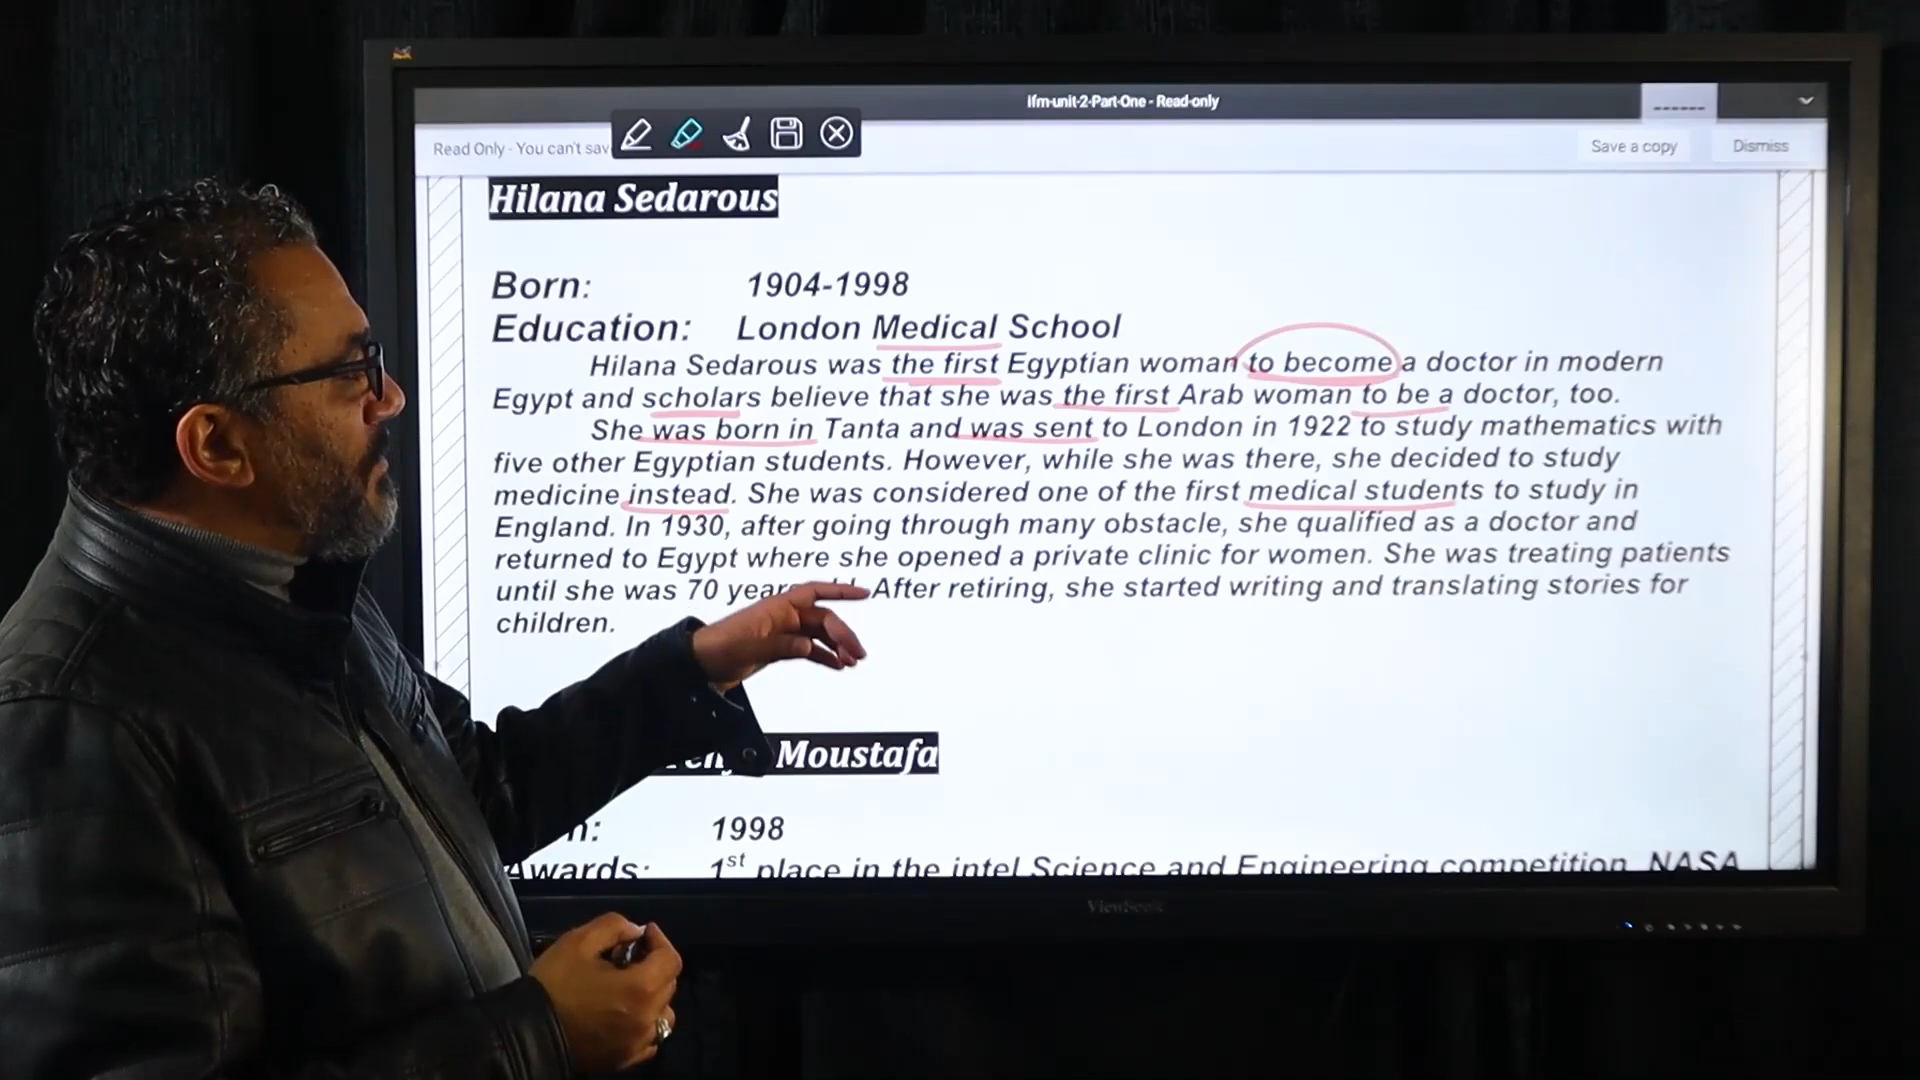 lfm-unit-2-Part-One - Read-only
Read Only - You can't sav
Save a copy
Dismiss
Hilana Sedarous
Born: 1904-1998
Education: London Medical School
Hilana Sedarous was the first Egyptian woman to become a doctor in modern
Egypt and scholars believe that she was the first Arab woman to be a doctor, too.
She was born in Tanta and was sent to London in 1922 to study mathematics with
five other Egyptian students. However, while she was there, she decided to study
medicine instead. She was considered one of the first medical students to study in
England. In 1930, after going through many obstacle, she qualified as a doctor and
returned to Egypt where she opened a private clinic for women. She was treating patients
until she was 70 After retiring, she started writing and translating stories for
children.
Moustafa
1998
Awards: 1st place in the intel Science and Engineering competition, NASA
ViewSonic